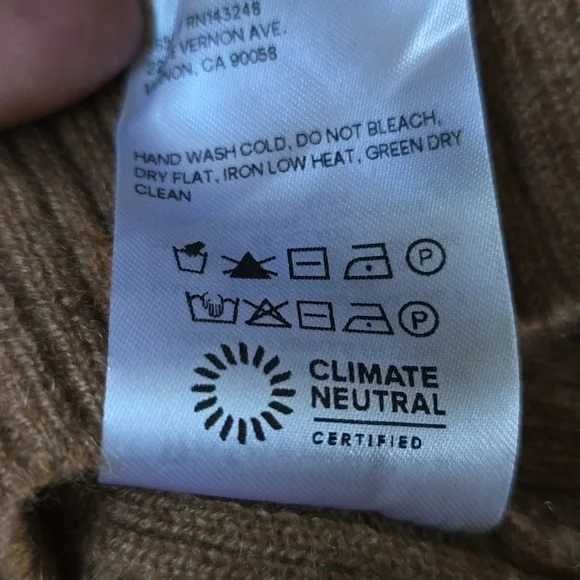 RN143248
VERNON AVE.
CA 90058
HAND WASH COLD, DO NOT BLEACH,
DRY FLAT, IRON LOW HEAT, GREEN DRY
CLEAN
P
P
CLIMATE
NEUTRAL
CERTIFIED